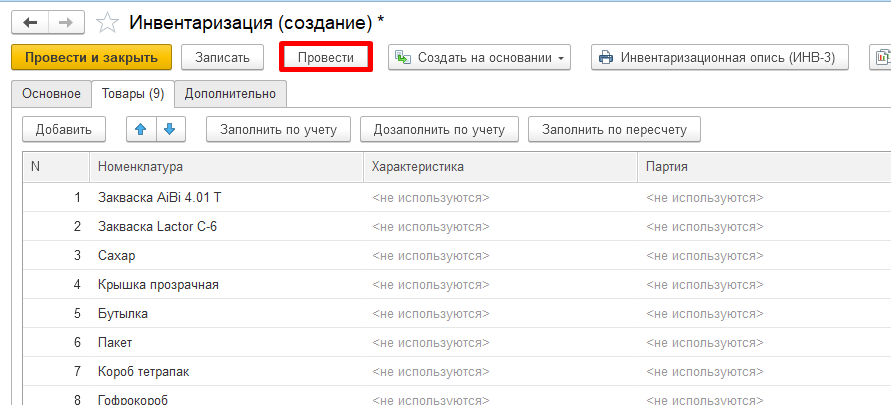 Инвентаризация (создание) *
Провести и закрыть Записать Провести Создать на основании Инвентаризационная опись (ИНВ-3)
Основное Товары (9) Дополнительно
Добавить Заполнить по учету Дозаполнить по учету Заполнить по пересчету
N Номенклатура Характеристика Партия
1 Закваска AiBi 4.01 Т <не используются> <не используются>
2 Закваска Lactor С-6 <не используются> <не используются>
3 Сахар <не используются> <не используются>
4 Крышка прозрачная <не используются> <не используются>
5 Бутылка <не используются> <не используются>
6 Пакет <не используются> <не используются>
7 Короб тетрапак <не используются> <не используются>
8 Гофрокороб <не используются> <не используются>